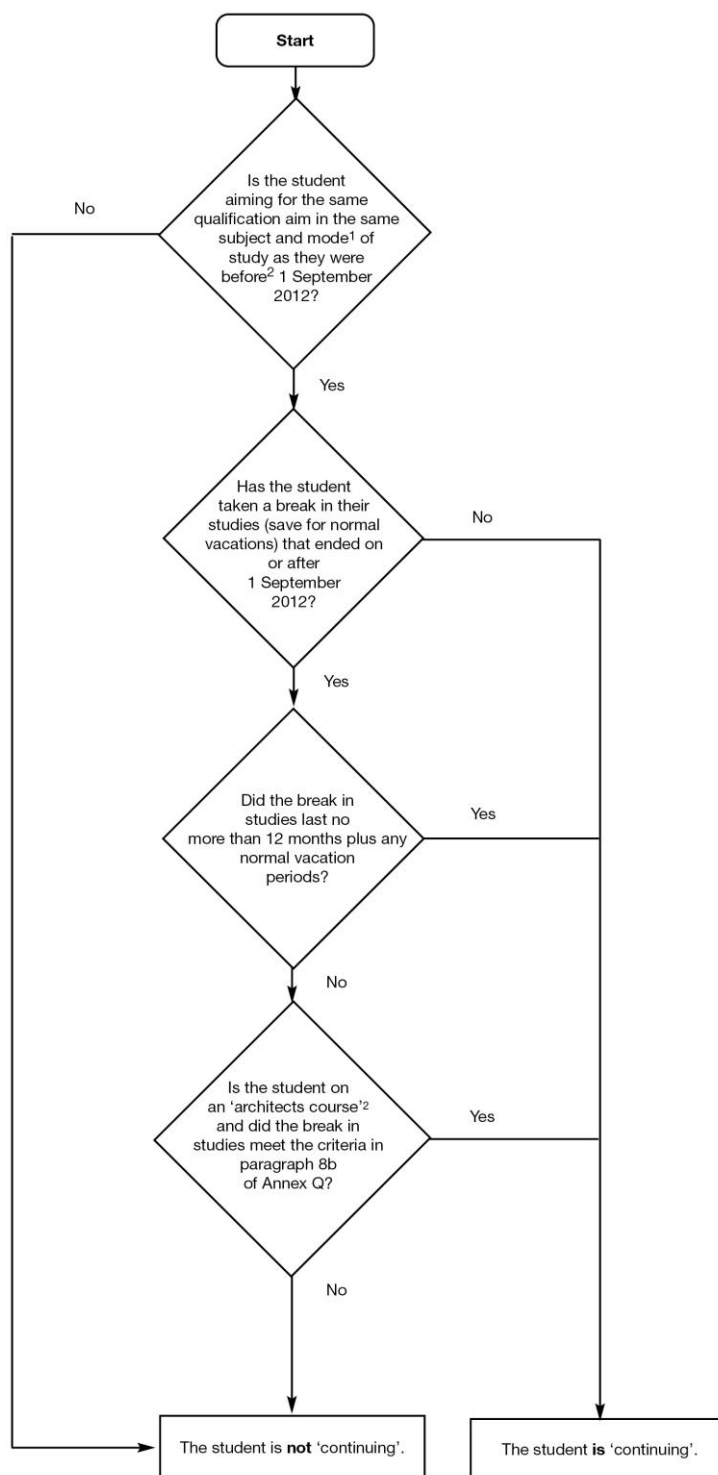 Start
Is the student
aiming for the same
qualification aim in the same
subject and mode¹ of
study as they were
before² 1 September
2012?
No
Yes
Has the student
taken a break in their
studies (save for normal
vacations) that ended on
or after
1 September
2012?
No
Yes
Did the break in
studies last no
more than 12 months plus any
normal vacation
periods?
Yes
No
Is the student on
an ‘architects course’²
and did the break in
studies meet the criteria in
paragraph 8b
of Annex Q?
Yes
No
The student is not ‘continuing’.
The student is ‘continuing’.